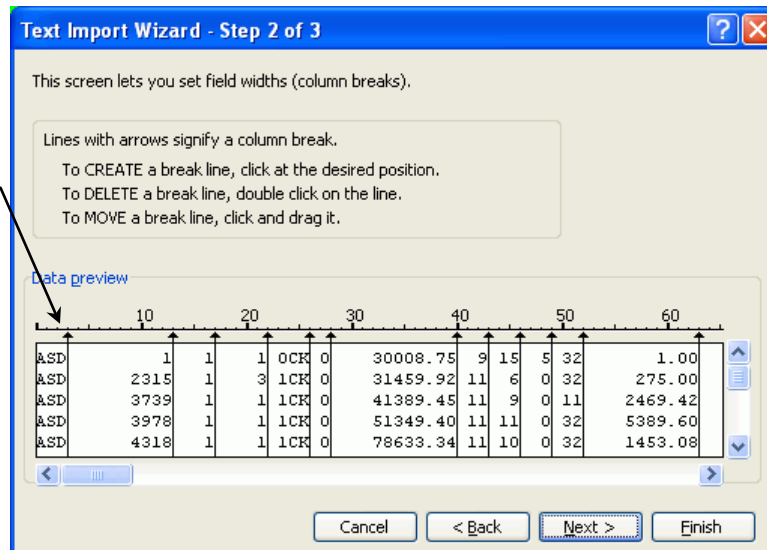 Text Import Wizard - Step 2 of 3
This screen lets you set field widths (column breaks).
Lines with arrows signify a column break.
To CREATE a break line, click at the desired position.
To DELETE a break line, double click on the line.
To MOVE a break line, click and drag it.
Data preview
10 20 30 40 50 60
ASD 1 1 1 0CK 0 30008.75 9 15 5 32 1.00
ASD 2315 1 3 1CK 0 31459.92 11 6 0 32 275.00
ASD 3739 1 1 1CK 0 41389.45 11 9 0 11 2469.42
ASD 3978 1 1 1CK 0 51349.40 11 11 0 32 5389.60
ASD 4318 1 1 1CK 0 78633.34 11 10 0 32 1453.08
Cancel < Back Next > Finish